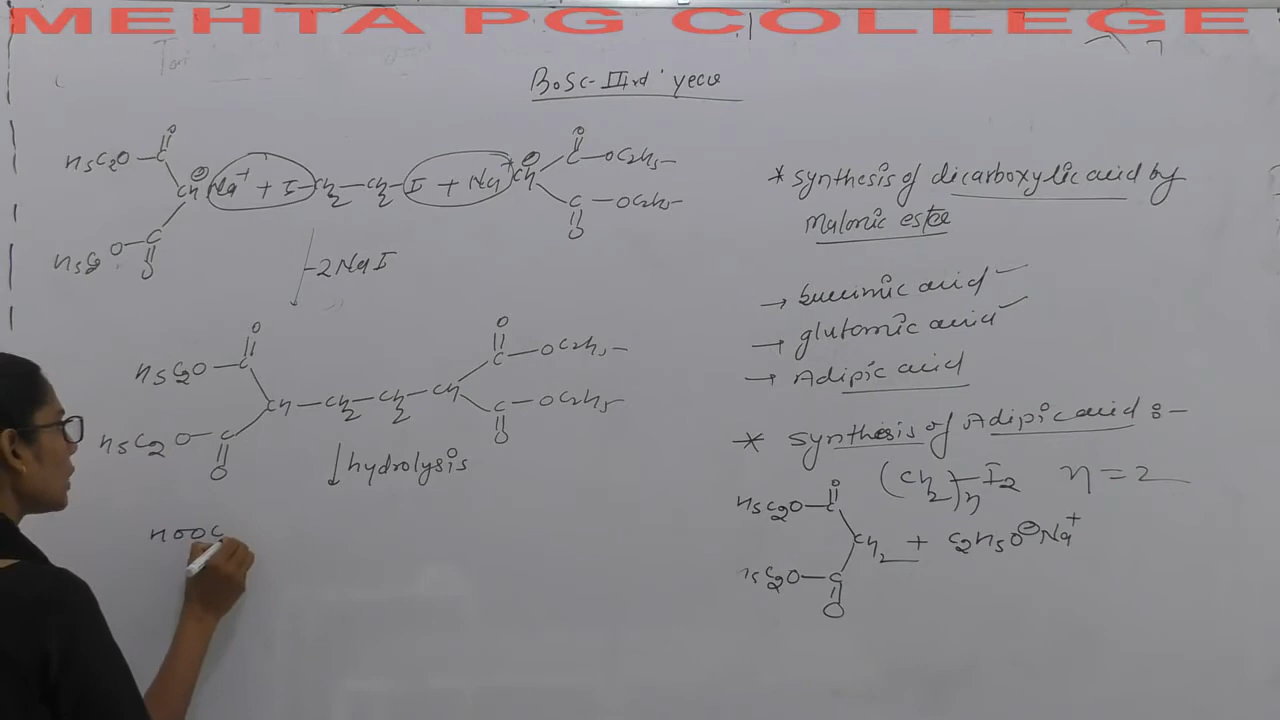 MEHTA PG COLLEGE
B.Sc-IIIrd year
H5C2O-C=O
CH⊖ Na+ + I-CH2-CH2-I + Na+ ⊖CH
H5C2O-C=O
C=O-OC2H5
C=O-OC2H5
-2NaI
H5C2O-C=O
CH-CH2-CH2-CH
H5C2O-C=O
C=O-OC2H5
C=O-OC2H5
hydrolysis
HOOC
* Synthesis of dicarboxylic acid by
Malonic ester
→ Succinic acid
→ glutamic acid
→ Adipic acid
* Synthesis of Adipic acid :-
(CH2)n-I2 n=2
H5C2O-C=O
CH2 + C2H5O⊖Na+
H5C2O-C=O